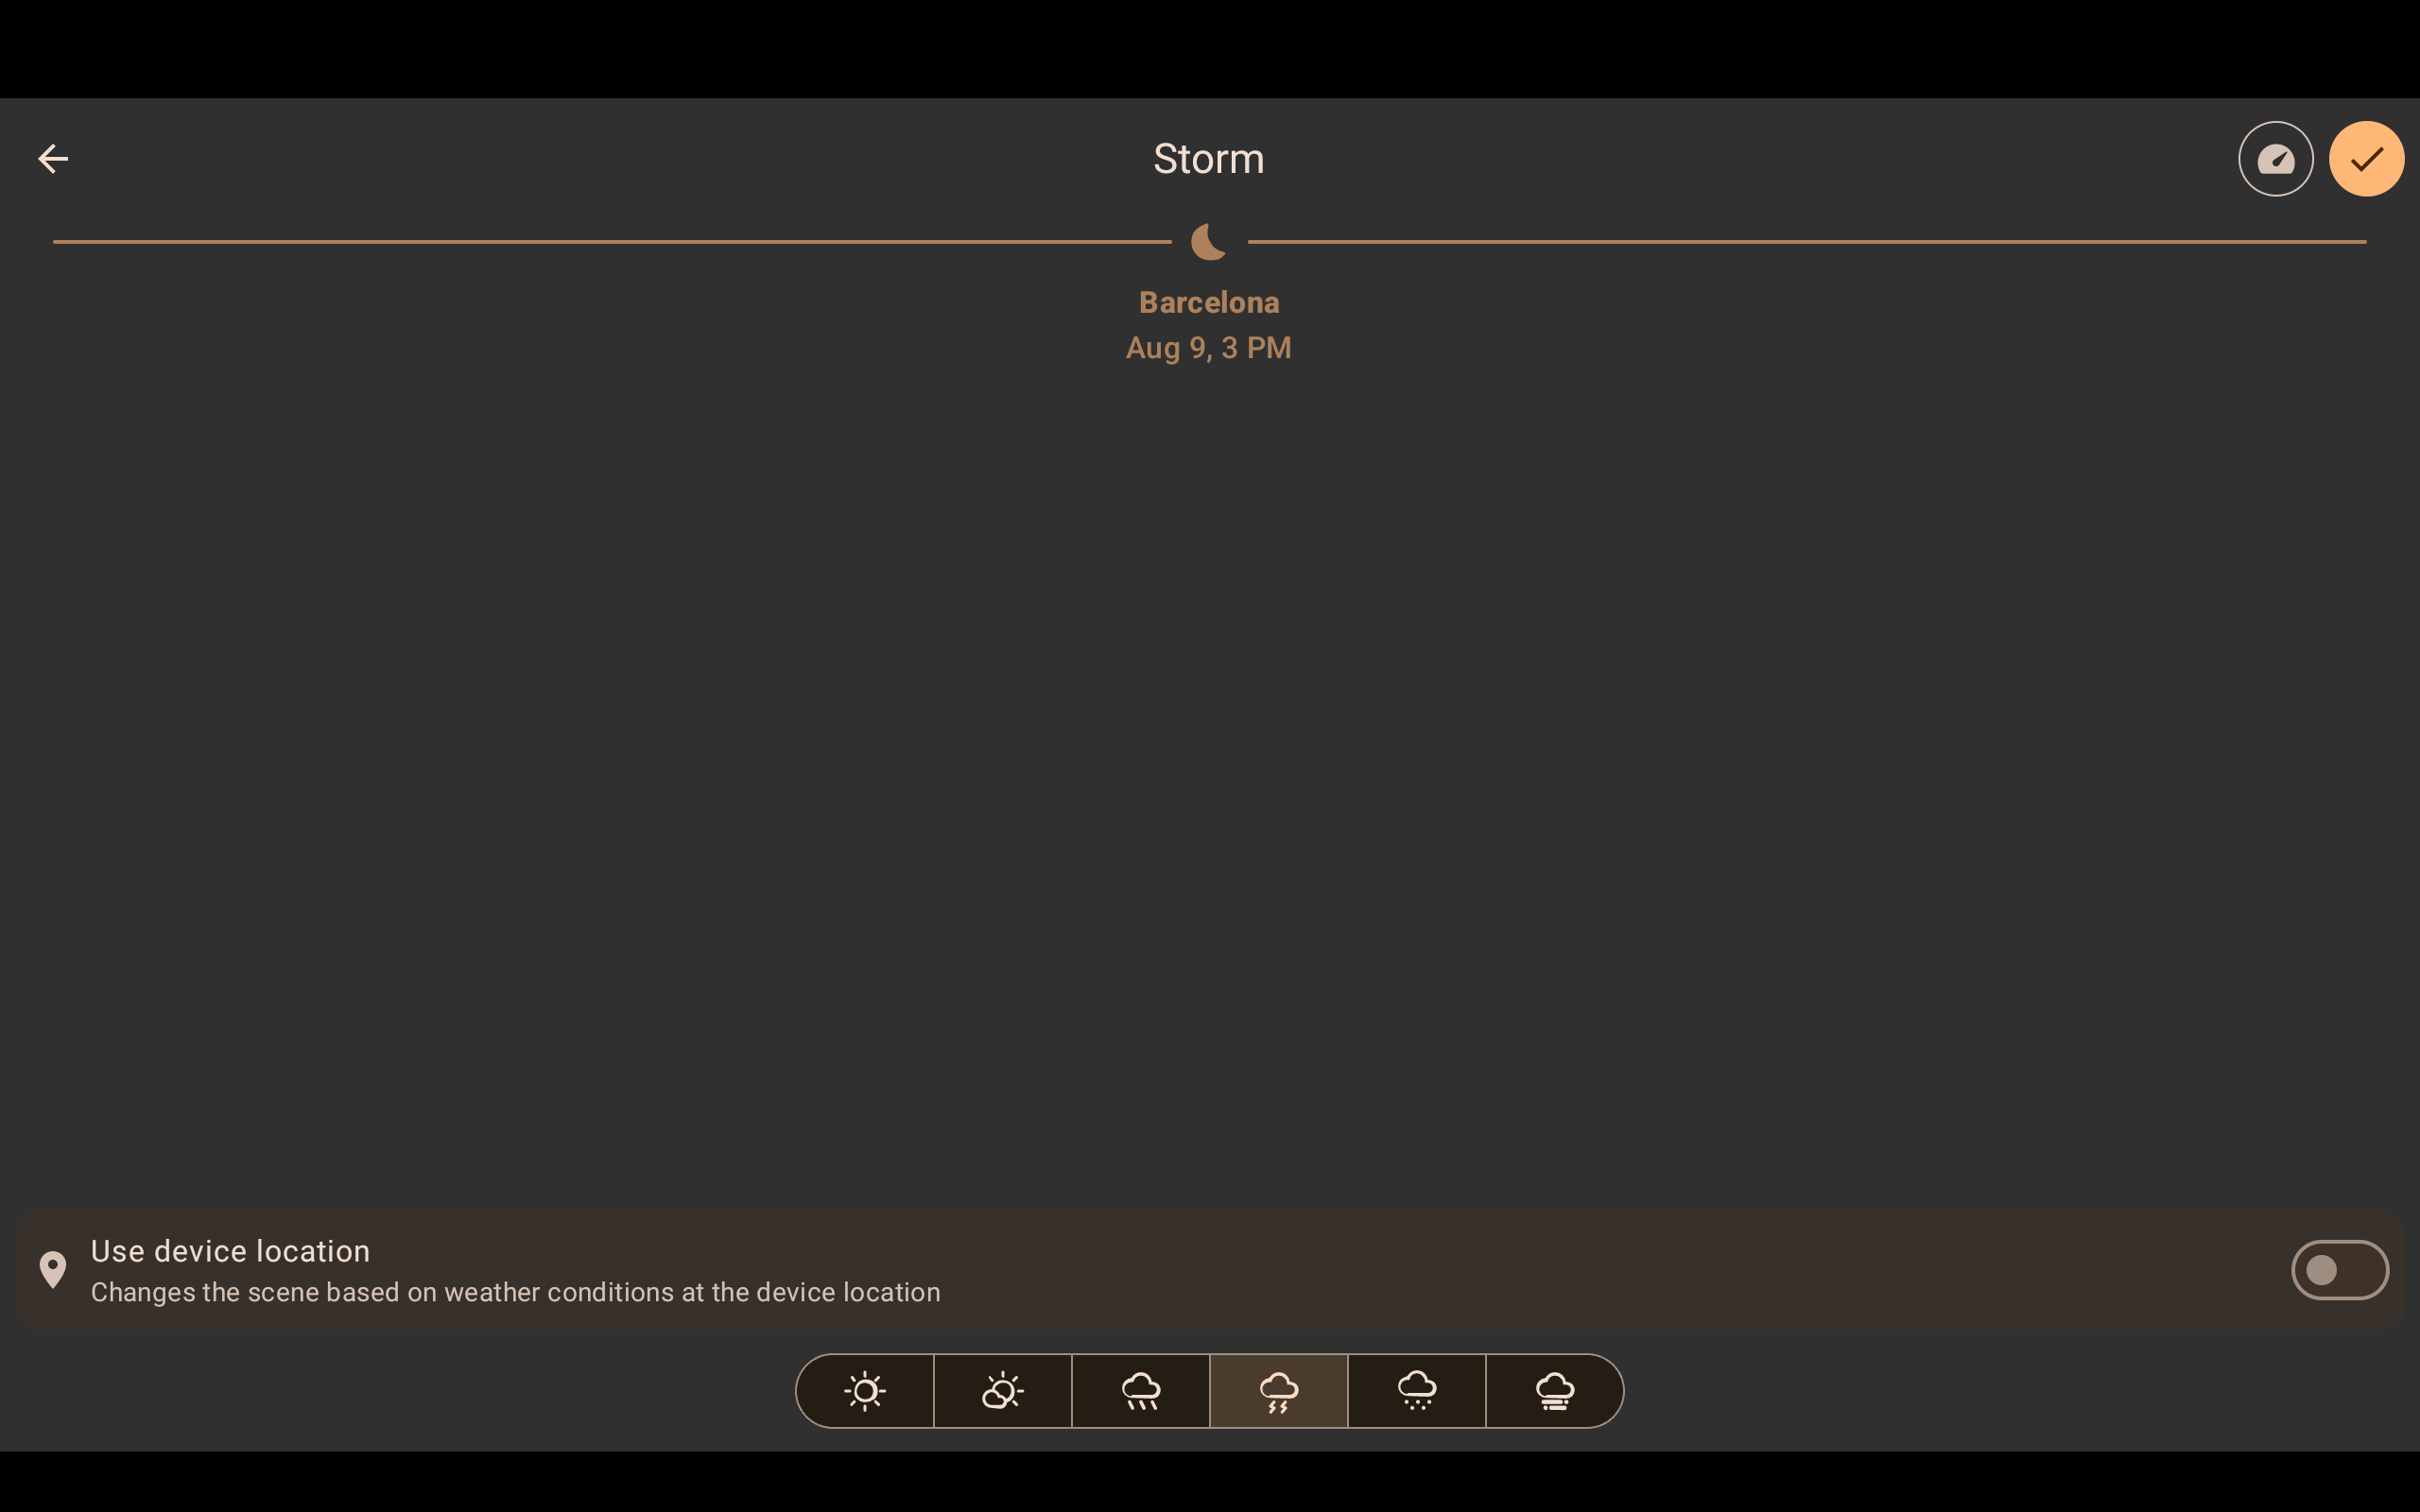 Storm
Barcelona
Aug 9, 3 PM
Use device location
Changes the scene based on weather conditions at the device location